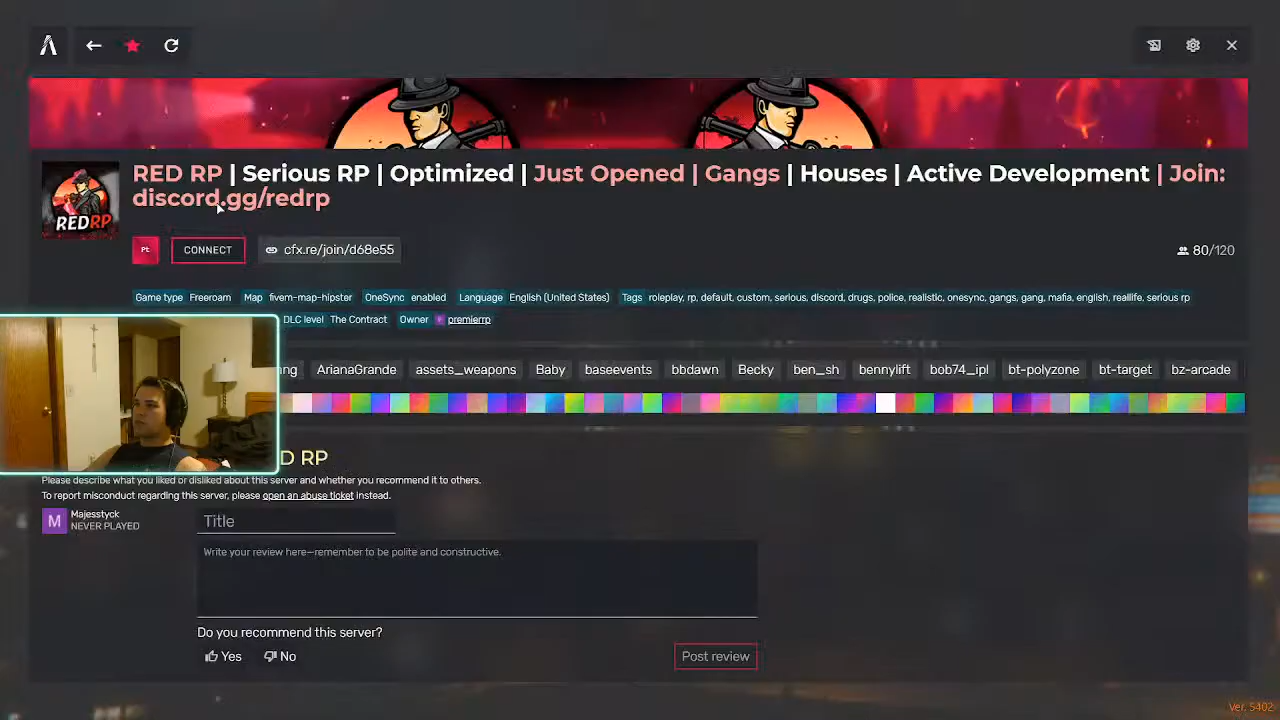 RED RP | Serious RP | Optimized | Just Opened | Gangs | Houses | Active Development | Join:
discord.gg/redrp
REDRP
Pt CONNECT cfx.re/join/d68e55 80/120
Game type Freeroam Map fivem-map-hipster OneSync enabled Language English (United States) Tags roleplay, rp, default, custom, serious, discord, drugs, police, realistic, onesync, gangs, gang, mafia, english, reallife, serious rp
DLC level The Contract Owner premierrp
ang ArianaGrande assets_weapons Baby baseevents bbdawn Becky ben_sh bennylift bob74_ipl bt-polyzone bt-target bz-arcade
D RP
Please describe what you liked or disliked about this server and whether you recommend it to others.
To report misconduct regarding this server, please open an abuse ticket instead.
M Majesstyck
NEVER PLAYED
Title
Write your review here—remember to be polite and constructive.
Do you recommend this server?
Yes No Post review
Ver. 5402